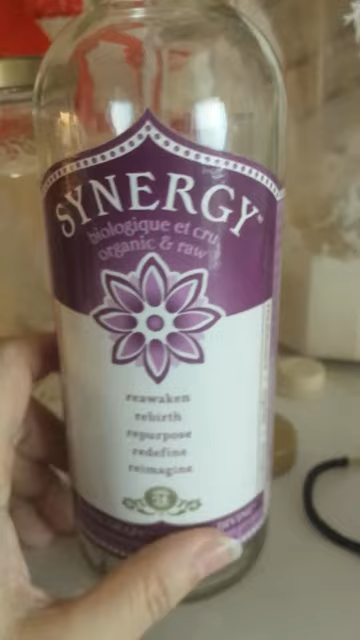 SYNERGY
biologique et cru
organic & raw
reawaken
rebirth
repurpose
redefine
reimagine